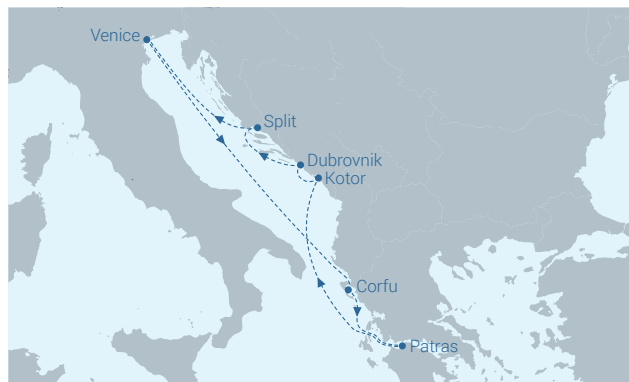 Venice
Split
Dubrovnik
Kotor
Corfu
Patras